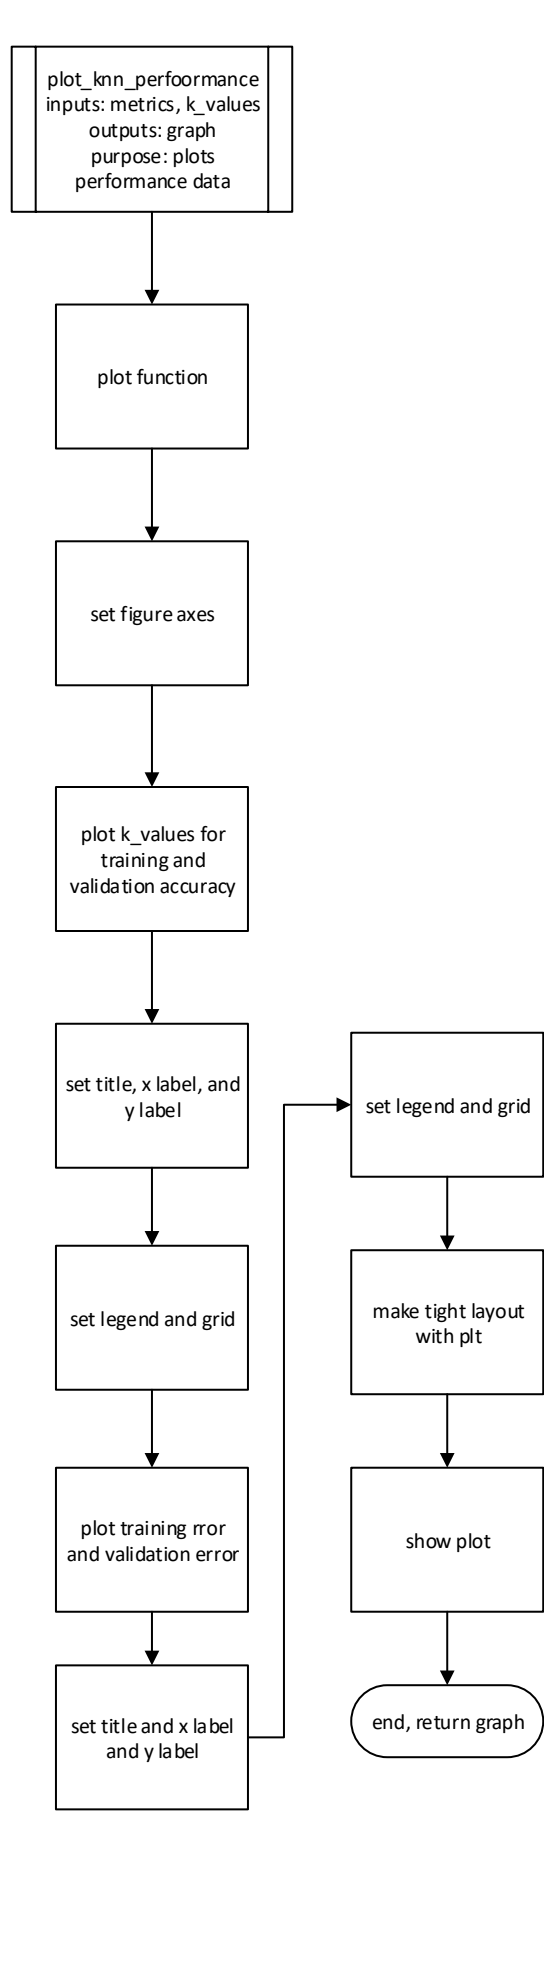 plot_knn_perfoormance
inputs: metrics, k_values
outputs: graph
purpose: plots
performance data
plot function
set figure axes
plot k_values for
training and
validation accuracy
set title, x label, and
y label
set legend and grid
plot training rror
and validation error
set title and x label
and y label
set legend and grid
make tight layout
with plt
show plot
end, return graph